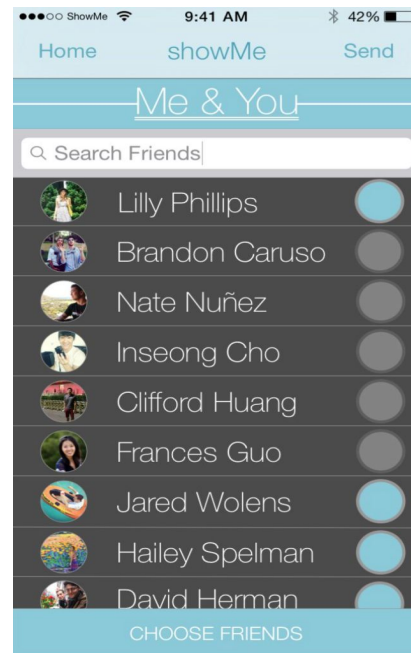 ShowMe 9:41 AM 42%
Home showMe Send
Me & You
Search Friends
Lilly Phillips
Brandon Caruso
Nate Nuñez
Inseong Cho
Clifford Huang
Frances Guo
Jared Wolens
Hailey Spelman
David Herman
CHOOSE FRIENDS